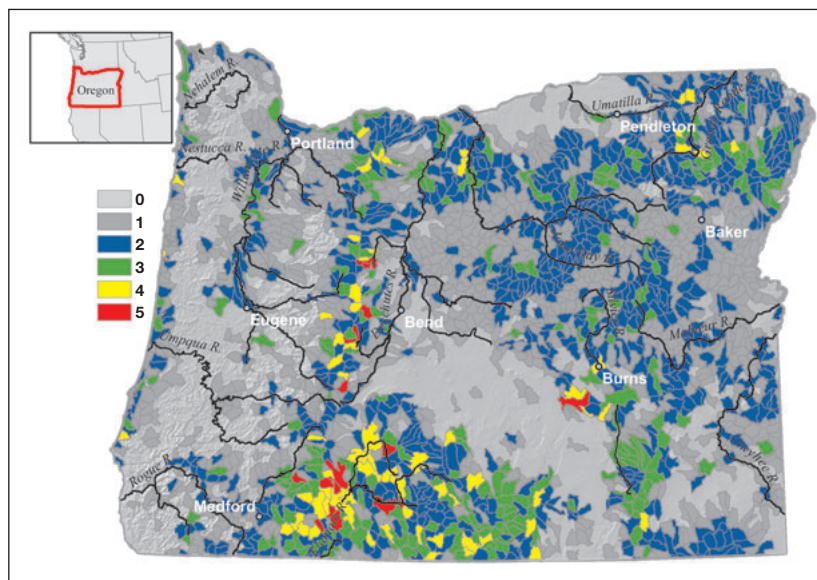 Oregon
Nehalem R.
Nestucca R.
Portland
Umatilla R.
Pendleton
Baker
0
1
2
3
4
5
Deschutes R.
Eugene
Bend
Umpqua R.
Malheur R.
Burns
Rogue R.
Medford